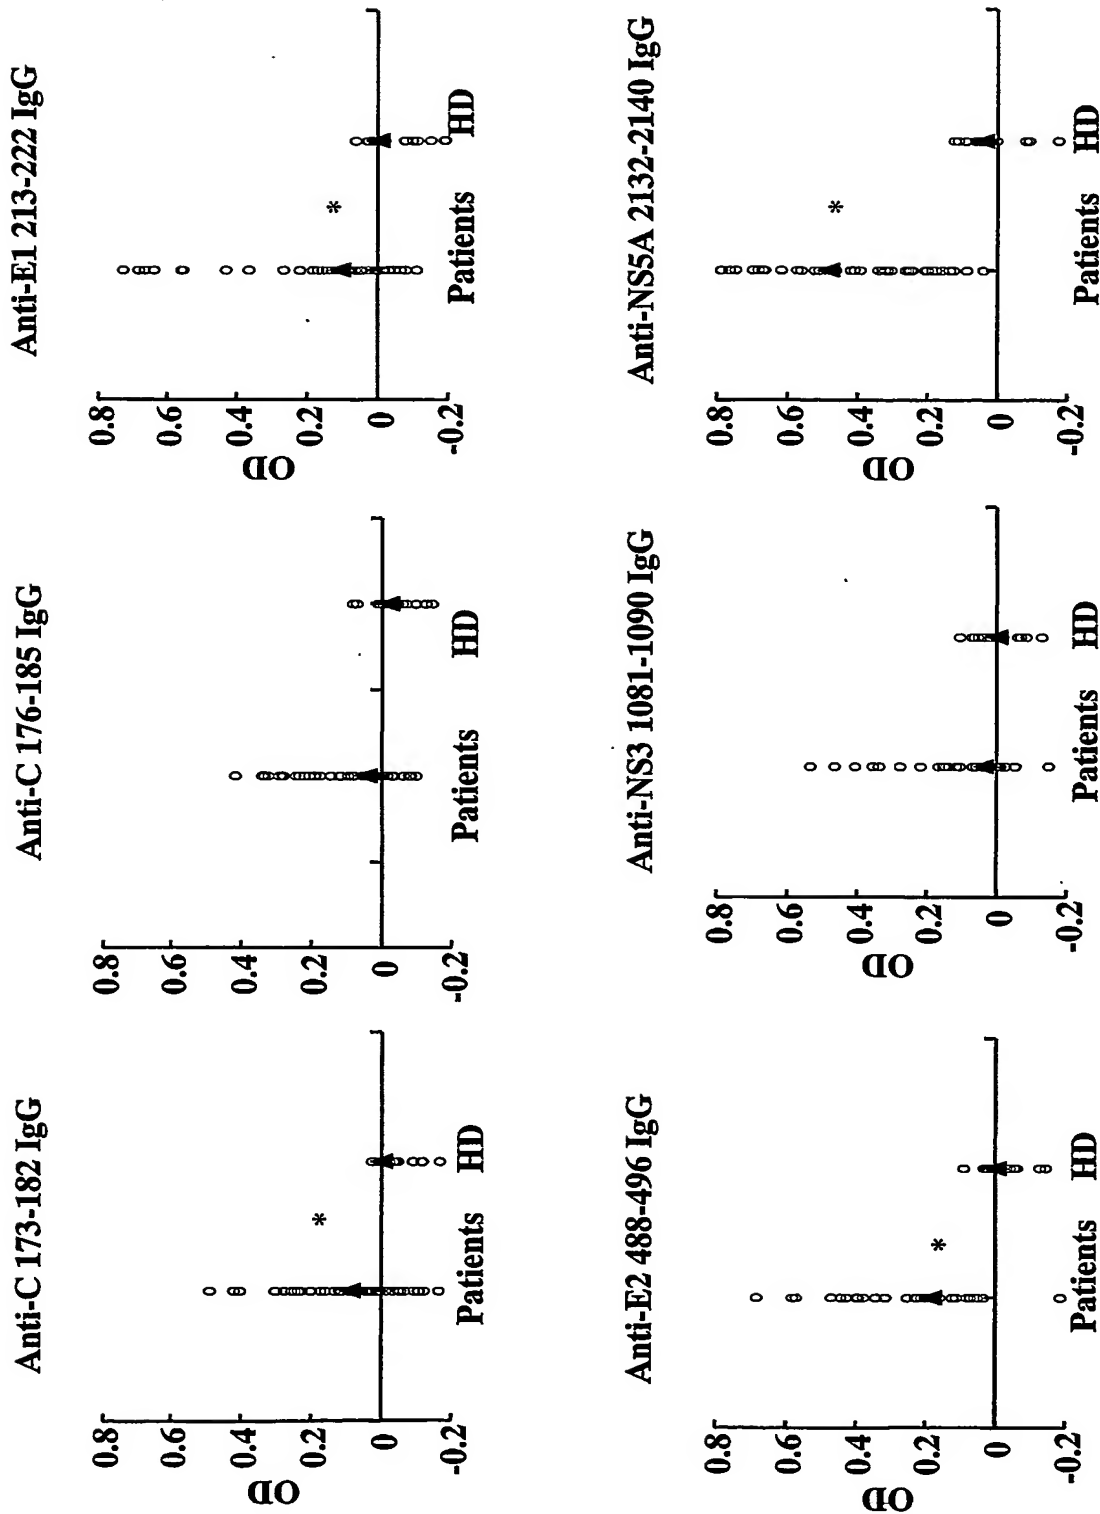 Anti-C 173-182 IgG
0.8
0.6
0.4
0.2
0
-0.2
OD
*
Patients
HD
Anti-C 176-185 IgG
0.8
0.6
0.4
0.2
0
-0.2
Patients
HD
Anti-E1 213-222 IgG
0.8
0.6
0.4
0.2
0
-0.2
OD
*
Patients
HD
Anti-E2 488-496 IgG
0.8
0.6
0.4
0.2
0
-0.2
OD
*
Patients
HD
Anti-NS3 1081-1090 IgG
0.8
0.6
0.4
0.2
0
-0.2
OD
Patients
HD
Anti-NS5A 2132-2140 IgG
0.8
0.6
0.4
0.2
0
-0.2
OD
*
Patients
HD